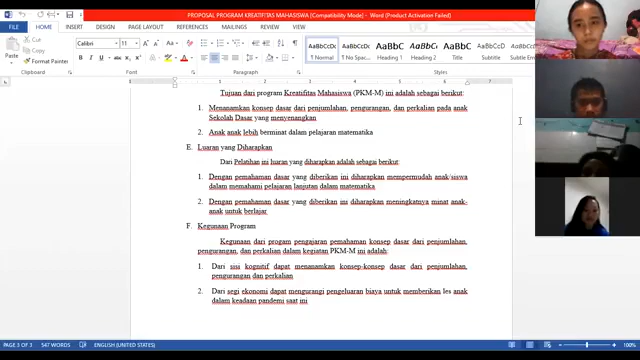 PROPOSAL PROGRAM KREATIFITAS MAHASISWA [Compatibility Mode] - Word (Product Activation Failed)
FILE HOME INSERT DESIGN PAGE LAYOUT REFERENCES MAILINGS REVIEW VIEW
Cut
Copy
Format Painter
Paste
Calibri 11
AaBbCcDc AaBbCcDc AaBbC AaBbCc AaB AaBbCcD
1 Normal 1 No Spac... Heading 1 Heading 2 Title
Clipboard Font Paragraph Styles
Tujuan dari program Kreatifitas Mahasiswa (PKM-M) ini adalah sebagai berikut:
1. Menanamkan konsep dasar dari penjumlahan, pengurangan, dan perkalian pada anak
Sekolah Dasar yang menyenangkan
2. Anak anak lebih berminat dalam pelajaran matematika
E. Luaran yang Diharapkan
Dari Pelatihan ini luaran yang diharapkan adalah sebagai berikut:
1. Dengan pemahaman dasar yang diberikan ini diharapkan mempermudah anak/siswa
dalam memahami pelajaran lanjutan dalam matematika
2. Dengan pemahaman dasar yang diberikan ini diharapkan meningkatnya minat anak-
anak untuk berlajar
F. Kegunaan Program
Kegunaan dari progam pengajaran pemahaman konsep dasar dari penjumlahan,
pengurangan, dan perkalian dalam kegiatan PKM-M ini adalah:
1. Dari sisi kognitif dapat menanamkan konsep-konsep dasar dari penjumlahan,
pengurangan dan perkalian
2. Dari segi ekonomi dapat mengurangi pengeluaran biaya untuk memberikan les anak
dalam keadaan pandemi saat ini
PAGE 3 OF 3 547 WORDS ENGLISH (UNITED STATES) 100%